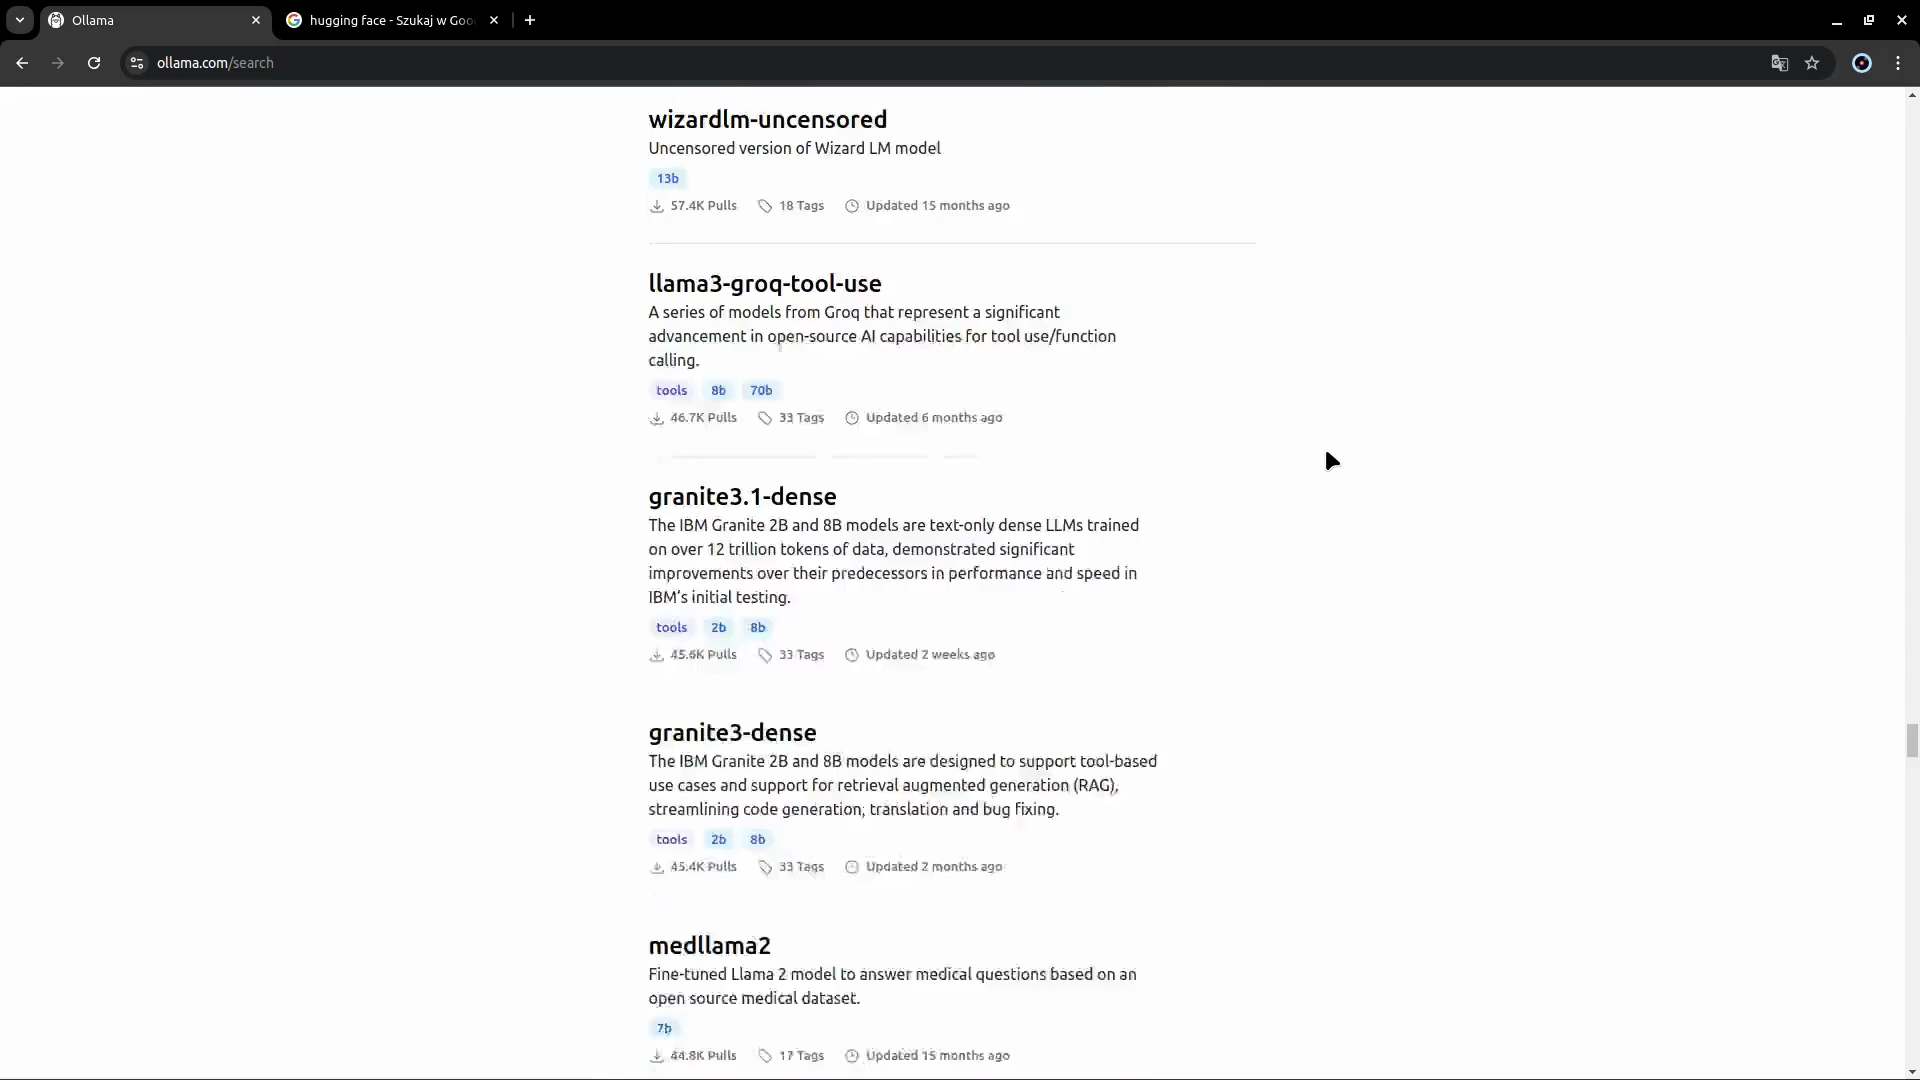 Ollama
hugging face - Szukaj w Goo
ollama.com/search
wizardlm-uncensored
Uncensored version of Wizard LM model
13b
57.4K Pulls 18 Tags Updated 15 months ago
llama3-groq-tool-use
A series of models from Groq that represent a significant
advancement in open-source AI capabilities for tool use/function
calling.
tools 8b 70b
46.7K Pulls 33 Tags Updated 6 months ago
granite3.1-dense
The IBM Granite 2B and 8B models are text-only dense LLMs trained
on over 12 trillion tokens of data, demonstrated significant
improvements over their predecessors in performance and speed in
IBM's initial testing.
tools 2b 8b
45.6K Pulls 33 Tags Updated 2 weeks ago
granite3-dense
The IBM Granite 2B and 8B models are designed to support tool-based
use cases and support for retrieval augmented generation (RAG),
streamlining code generation, translation and bug fixing.
tools 2b 8b
45.4K Pulls 33 Tags Updated 2 months ago
medllama2
Fine-tuned Llama 2 model to answer medical questions based on an
open source medical dataset.
7b
44.8K Pulls 17 Tags Updated 15 months ago